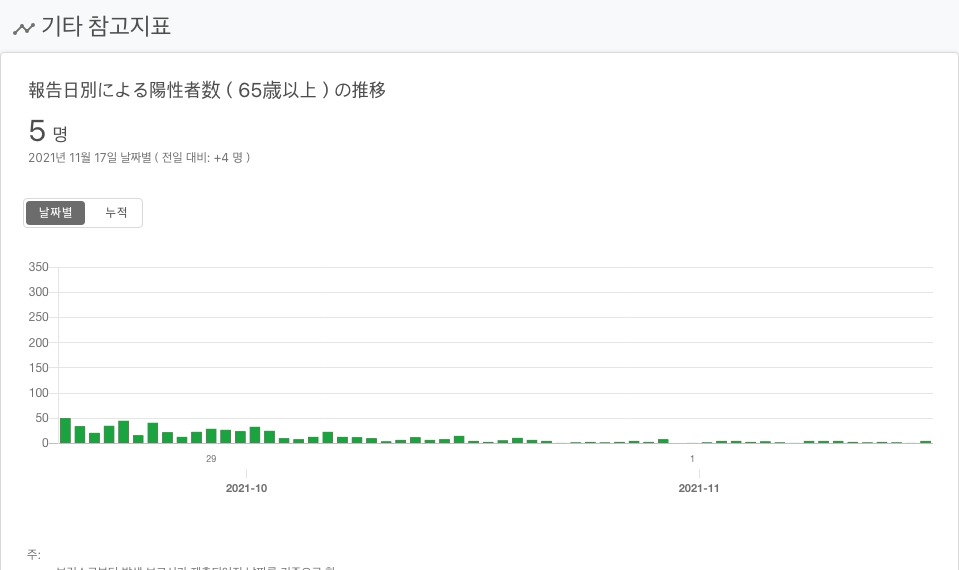 기타 참고지표
報告日別による陽性者数 ( 65歳以上 ) の推移
5 명
2021년 11월 17일 날짜별 ( 전일 대비: +4 명 )
날짜별 누적
350
300
250
200
150
100
50
0
29 1
2021-10 2021-11
주: